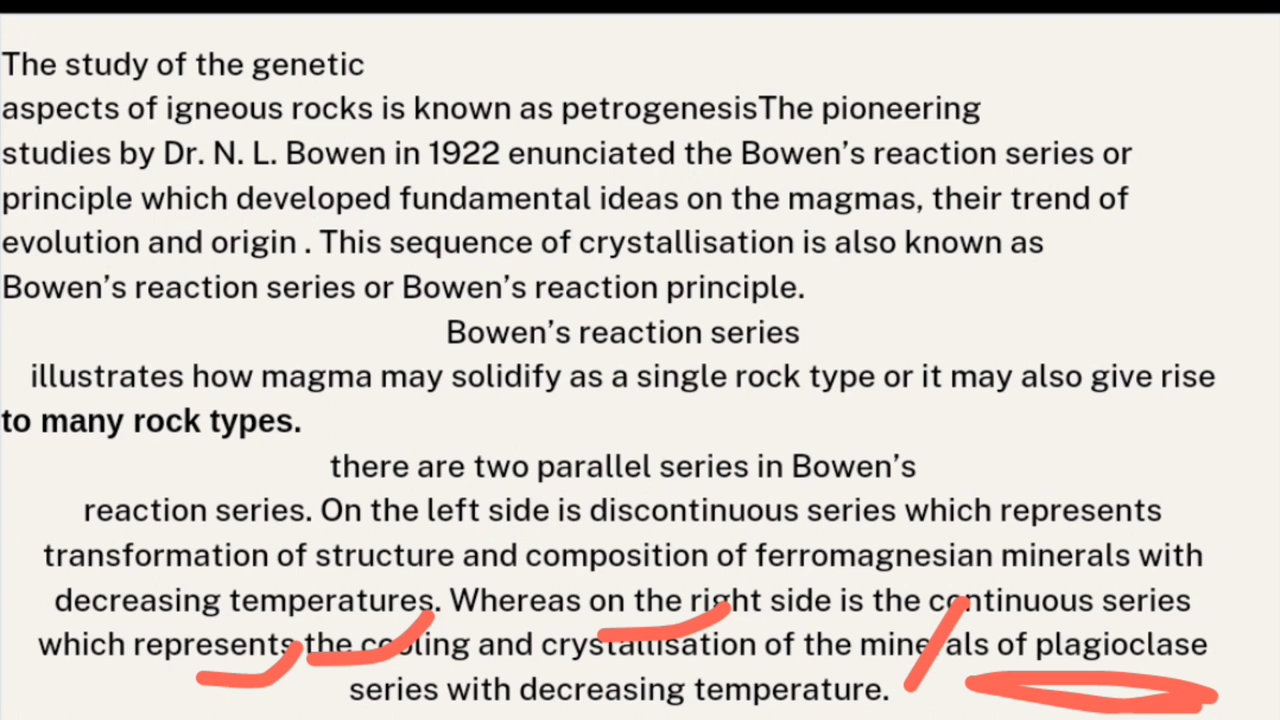 The study of the genetic
aspects of igneous rocks is known as petrogenesisThe pioneering
studies by Dr. N. L. Bowen in 1922 enunciated the Bowen’s reaction series or
principle which developed fundamental ideas on the magmas, their trend of
evolution and origin . This sequence of crystallisation is also known as
Bowen’s reaction series or Bowen’s reaction principle.
Bowen’s reaction series
illustrates how magma may solidify as a single rock type or it may also give rise
to many rock types.
there are two parallel series in Bowen’s
reaction series. On the left side is discontinuous series which represents
transformation of structure and composition of ferromagnesian minerals with
decreasing temperatures. Whereas on the right side is the continuous series
which represents the cooling and crystallisation of the minerals of plagioclase
series with decreasing temperature.